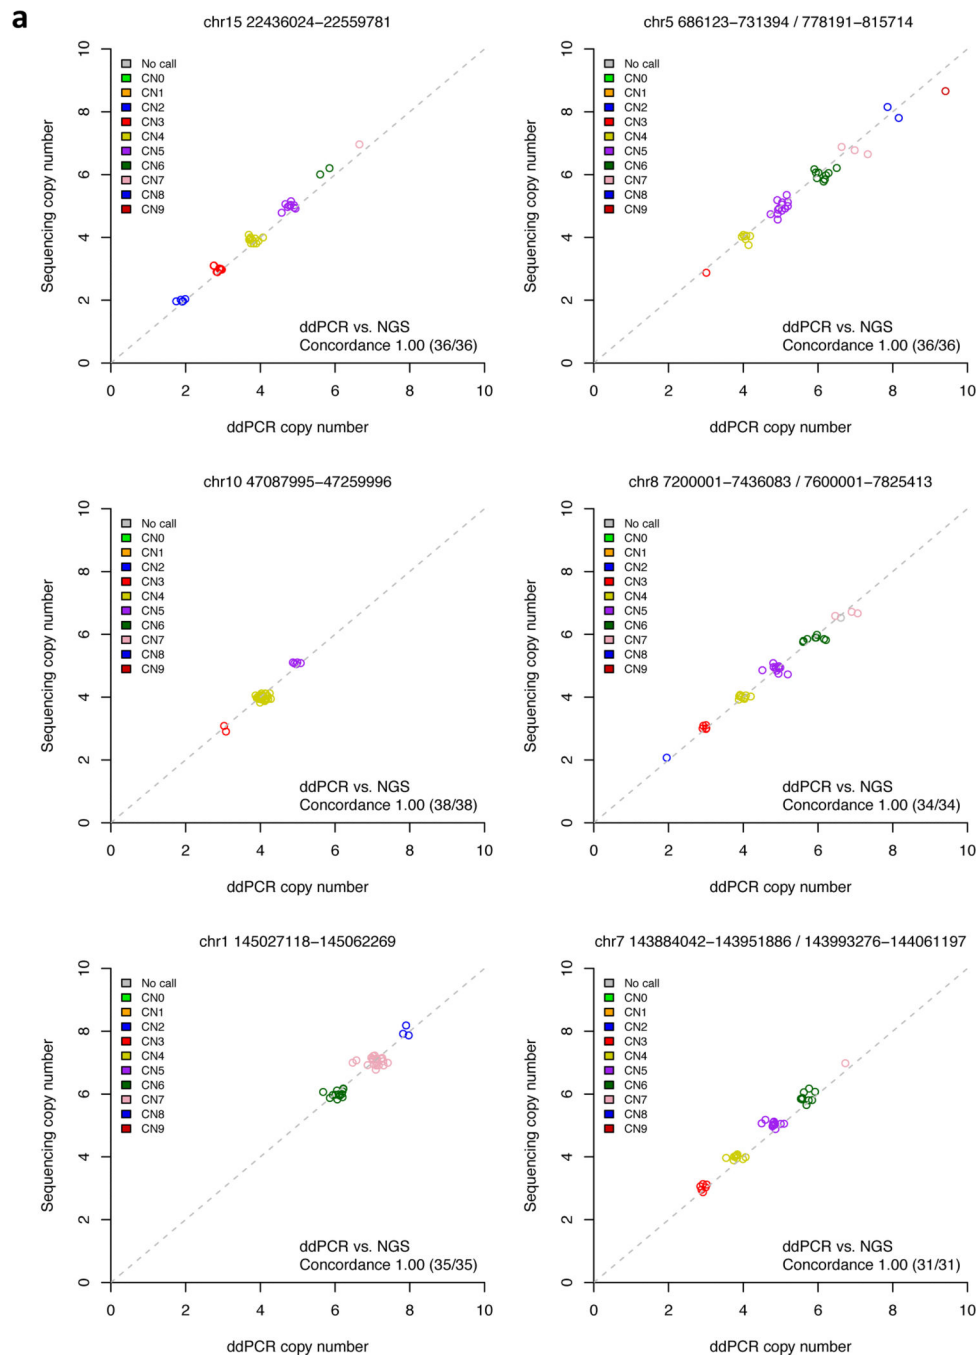 a
chr15 22436024−22559781
Sequencing copy number
10
8
6
4
2
0
No call
CN0
CN1
CN2
CN3
CN4
CN5
CN6
CN7
CN8
CN9
ddPCR vs. NGS
Concordance 1.00 (36/36)
0 2 4 6 8 10
ddPCR copy number
chr5 686123−731394 / 778191−815714
Sequencing copy number
10
8
6
4
2
0
No call
CN0
CN1
CN2
CN3
CN4
CN5
CN6
CN7
CN8
CN9
ddPCR vs. NGS
Concordance 1.00 (36/36)
0 2 4 6 8 10
ddPCR copy number
chr10 47087995−47259996
Sequencing copy number
10
8
6
4
2
0
No call
CN0
CN1
CN2
CN3
CN4
CN5
CN6
CN7
CN8
CN9
ddPCR vs. NGS
Concordance 1.00 (38/38)
0 2 4 6 8 10
ddPCR copy number
chr8 7200001−7436083 / 7600001−7825413
Sequencing copy number
10
8
6
4
2
0
No call
CN0
CN1
CN2
CN3
CN4
CN5
CN6
CN7
CN8
CN9
ddPCR vs. NGS
Concordance 1.00 (34/34)
0 2 4 6 8 10
ddPCR copy number
chr1 145027118−145062269
Sequencing copy number
10
8
6
4
2
0
No call
CN0
CN1
CN2
CN3
CN4
CN5
CN6
CN7
CN8
CN9
ddPCR vs. NGS
Concordance 1.00 (35/35)
0 2 4 6 8 10
ddPCR copy number
chr7 143884042−143951886 / 143993276−144061197
Sequencing copy number
10
8
6
4
2
0
No call
CN0
CN1
CN2
CN3
CN4
CN5
CN6
CN7
CN8
CN9
ddPCR vs. NGS
Concordance 1.00 (31/31)
0 2 4 6 8 10
ddPCR copy number